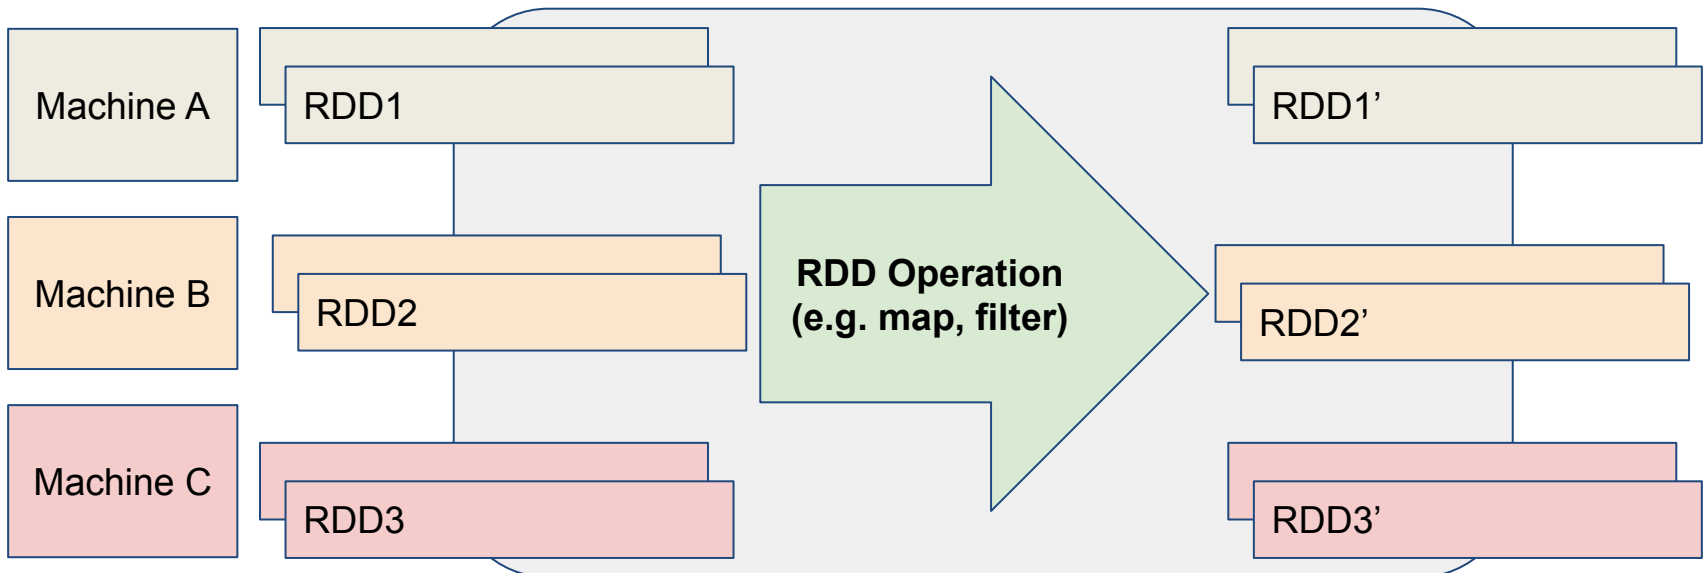 Machine A
RDD1
RDD1’
Machine B
RDD2
RDD Operation
(e.g. map, filter)
RDD2’
Machine C
RDD3
RDD3’